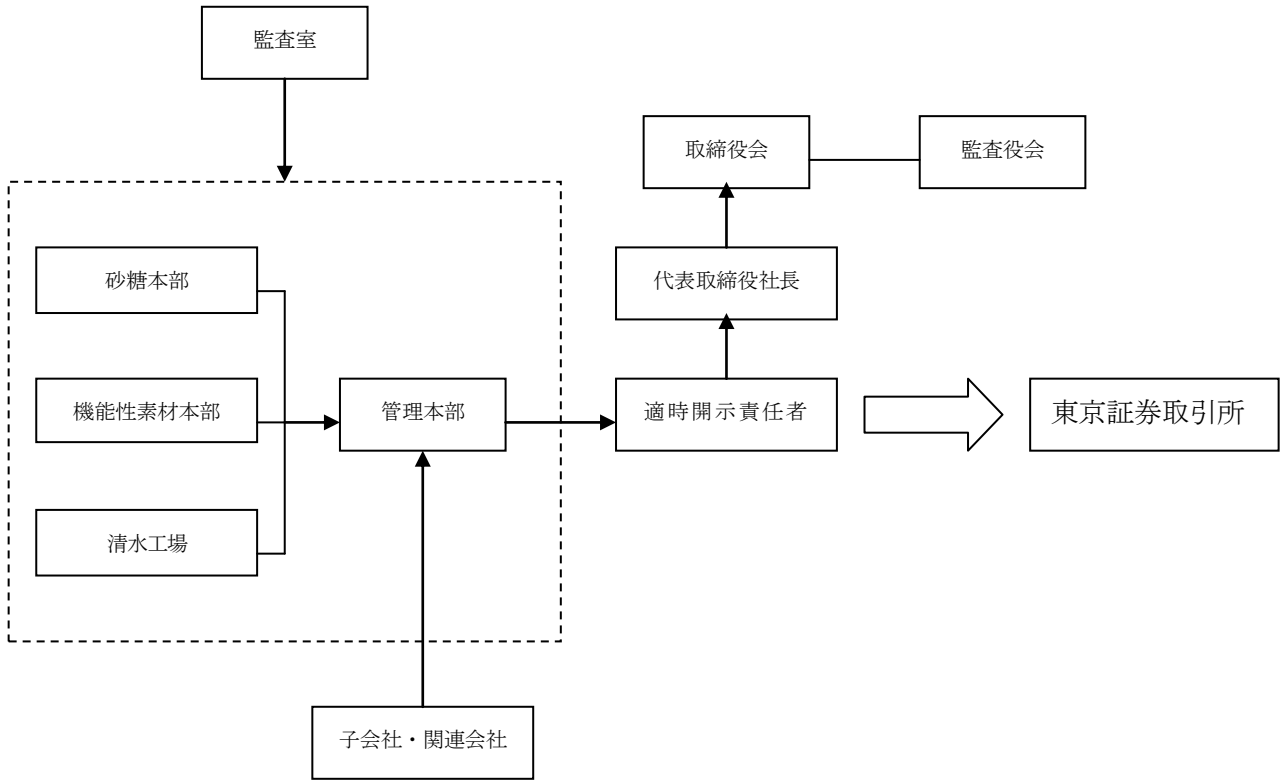 監査室
取締役会
監査役会
砂糖本部
代表取締役社長
機能性素材本部
管理本部
適時開示責任者
東京証券取引所
清水工場
子会社・関連会社